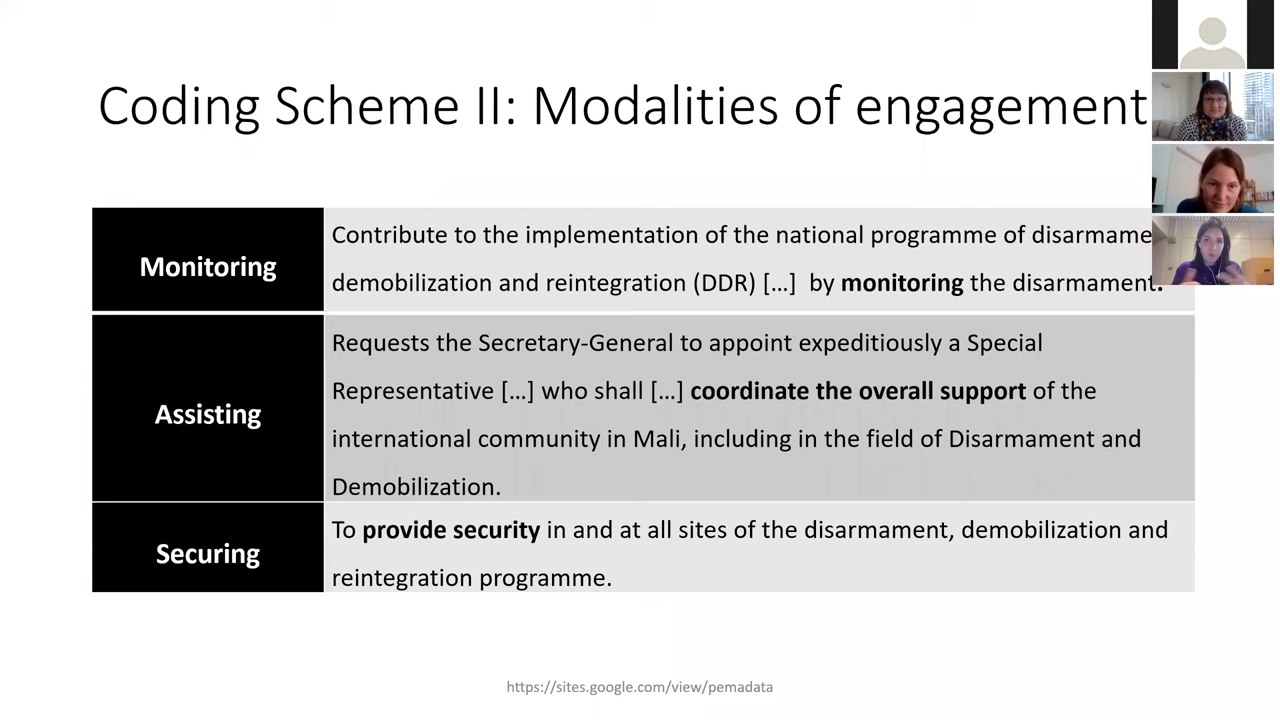 Coding Scheme II: Modalities of engagement
Monitoring
Contribute to the implementation of the national programme of disarmame
demobilization and reintegration (DDR) […] by monitoring the disarmament.
Assisting
Requests the Secretary-General to appoint expeditiously a Special
Representative […] who shall […] coordinate the overall support of the
international community in Mali, including in the field of Disarmament and
Demobilization.
Securing
To provide security in and at all sites of the disarmament, demobilization and
reintegration programme.
https://sites.google.com/view/pemadata